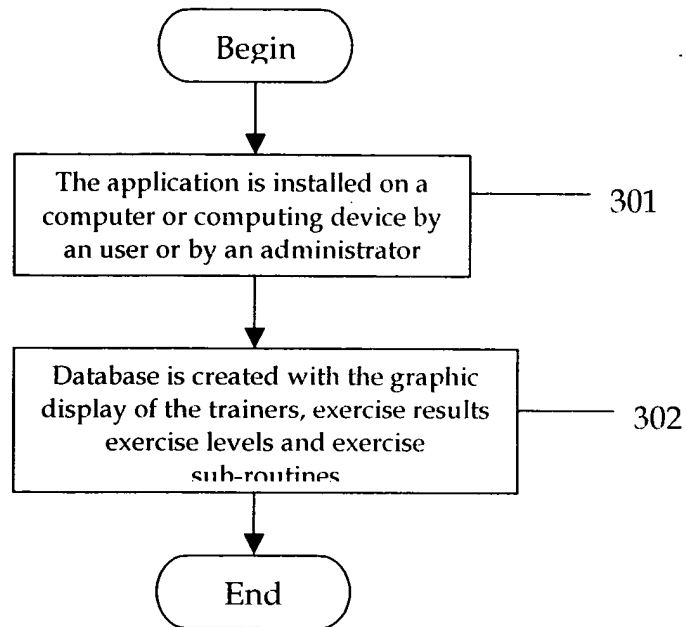 Begin
The application is installed on a
computer or computing device by
an user or by an administrator
301
Database is created with the graphic
display of the trainers, exercise results
exercise levels and exercise
sub-routines
302
End